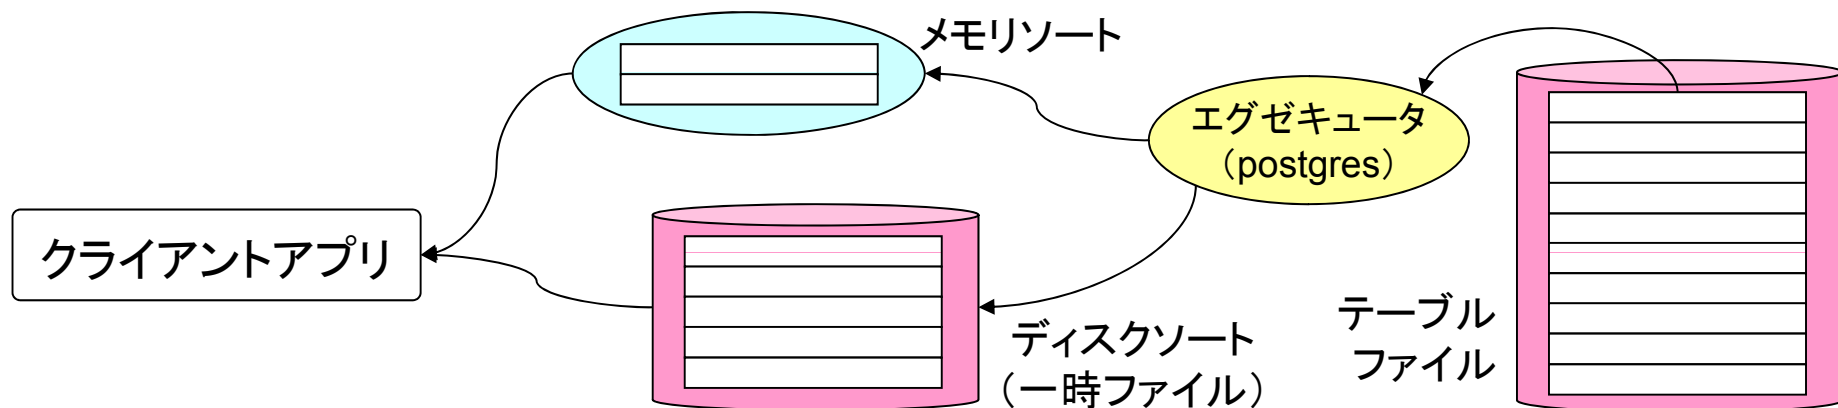 メモリソート
エグゼキュータ
（postgres）
クライアントアプリ
ディスクソート
（一時ファイル）
テーブル
ファイル